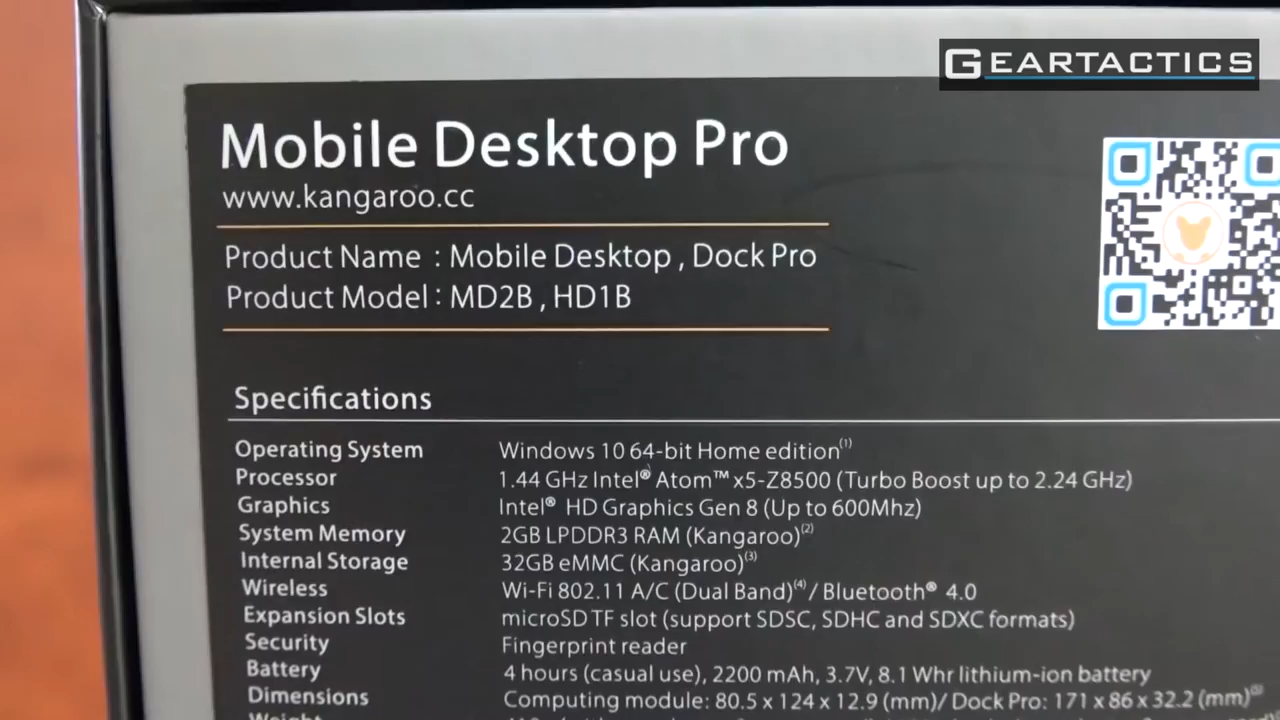 GEARTACTICS
Mobile Desktop Pro
www.kangaroo.cc
Product Name : Mobile Desktop , Dock Pro
Product Model : MD2B , HD1B
Specifications
Operating System Windows 10 64-bit Home edition(1)
Processor 1.44 GHz Intel® Atom™ x5-Z8500 (Turbo Boost up to 2.24 GHz)
Graphics Intel® HD Graphics Gen 8 (Up to 600Mhz)
System Memory 2GB LPDDR3 RAM (Kangaroo)(2)
Internal Storage 32GB eMMC (Kangaroo)(3)
Wireless Wi-Fi 802.11 A/C (Dual Band)(4) / Bluetooth® 4.0
Expansion Slots microSD TF slot (support SDSC, SDHC and SDXC formats)
Security Fingerprint reader
Battery 4 hours (casual use), 2200 mAh, 3.7V, 8.1 Whr lithium-ion battery
Dimensions Computing module: 80.5 x 124 x 12.9 (mm)/ Dock Pro: 171 x 86 x 32.2 (mm)
Weight